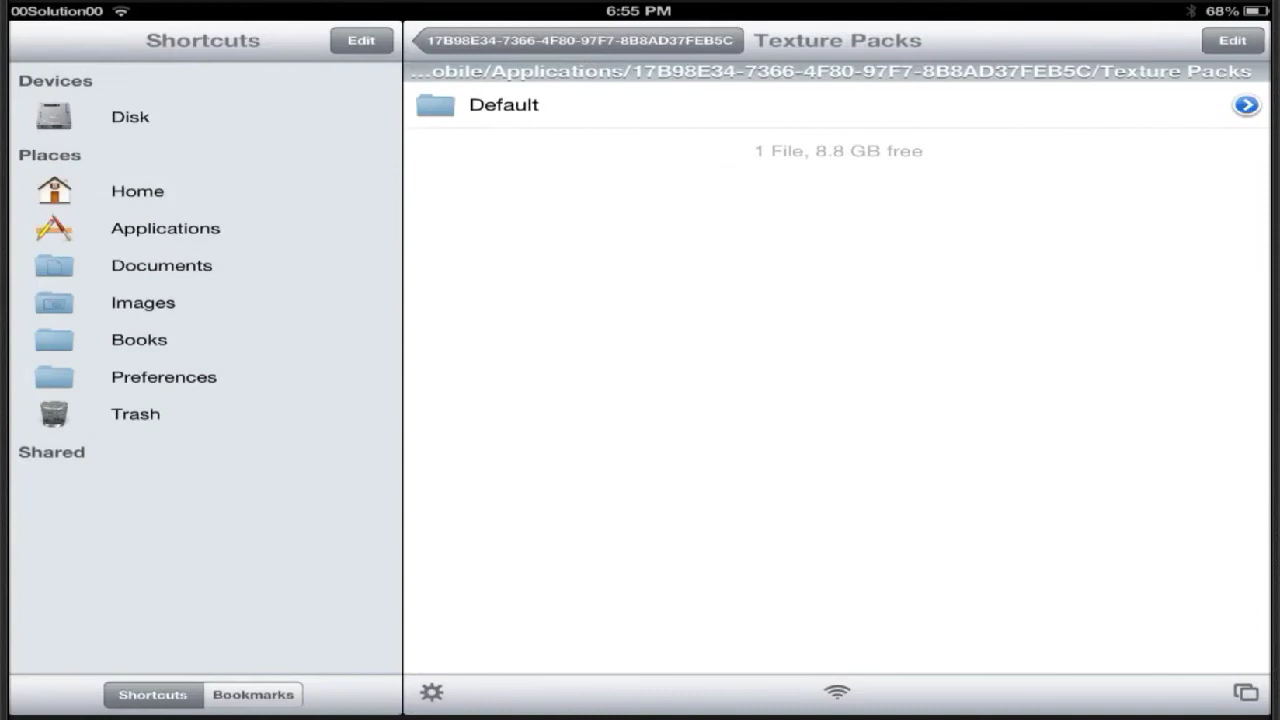 00Solution00
6:55 PM
68%
Shortcuts
Edit
Devices
Disk
Places
Home
Applications
Documents
Images
Books
Preferences
Trash
Shared
Shortcuts
Bookmarks
17B98E34-7366-4F80-97F7-8B8AD37FEB5C
Texture Packs
Edit
...obile/Applications/17B98E34-7366-4F80-97F7-8B8AD37FEB5C/Texture Packs
Default
1 File, 8.8 GB free